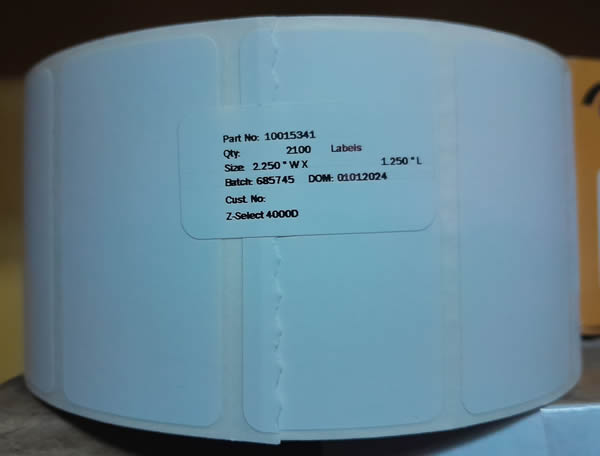 Part No: 10015341
Qty: 2100 Labels
Size: 2.250 " W X 1.250 " L
Batch: 685745 DOM: 01012024
Cust. No:
Z-Select 4000D